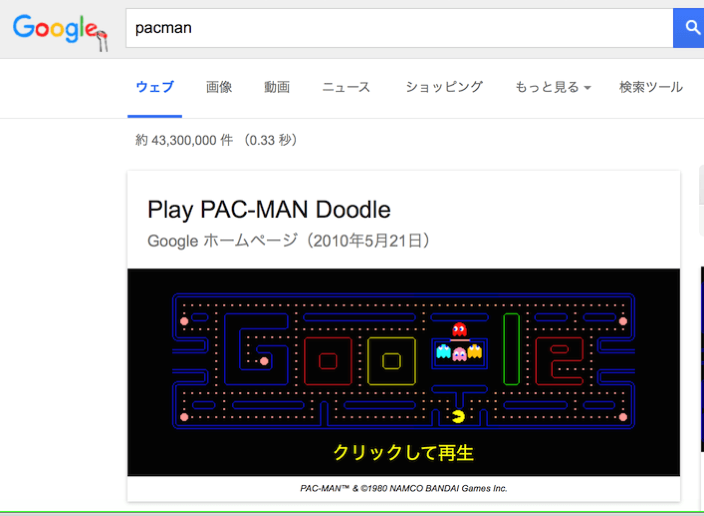 Google
pacman
ウェブ 画像 動画 ニュース ショッピング もっと見る 検索ツール
約 43,300,000 件 （0.33 秒）
Play PAC-MAN Doodle
Google ホームページ（2010年5月21日）
クリックして再生
PAC-MAN™ & ©1980 NAMCO BANDAI Games Inc.